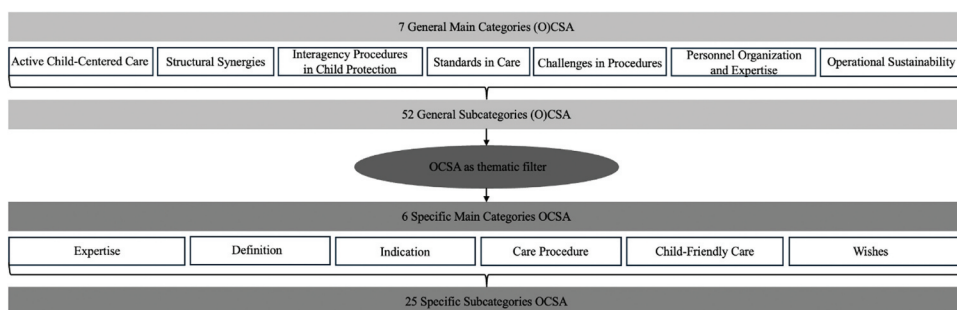 7 General Main Categories (O)CSA
Active Child-Centered Care
Structural Synergies
Interagency Procedures
in Child Protection
Standards in Care
Challenges in Procedures
Personnel Organization
and Expertise
Operational Sustainability
52 General Subcategories (O)CSA
OCSA as thematic filter
6 Specific Main Categories OCSA
Expertise
Definition
Indication
Care Procedure
Child-Friendly Care
Wishes
25 Specific Subcategories OCSA